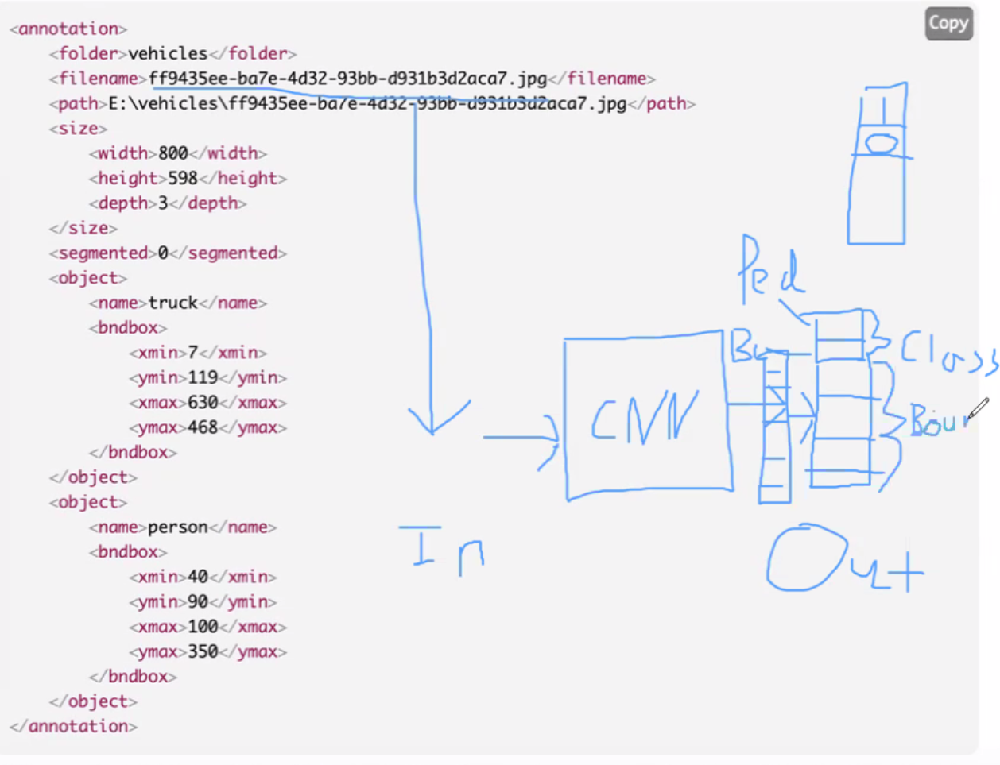 Copy
<annotation>
<folder>vehicles</folder>
<filename>ff9435ee-ba7e-4d32-93bb-d931b3d2aca7.jpg</filename>
<path>E:\vehicles\ff9435ee-ba7e-4d32-93bb-d931b3d2aca7.jpg</path>
<size>
<width>800</width>
<height>598</height>
<depth>3</depth>
</size>
<segmented>0</segmented>
<object>
<name>truck</name>
<bndbox>
<xmin>7</xmin>
<ymin>119</ymin>
<xmax>630</xmax>
<ymax>468</ymax>
</bndbox>
</object>
<object>
<name>person</name>
<bndbox>
<xmin>40</xmin>
<ymin>90</ymin>
<xmax>100</xmax>
<ymax>350</ymax>
</bndbox>
</object>
</annotation>
1
0
Ped
Class
CNN
Boun
In
Out